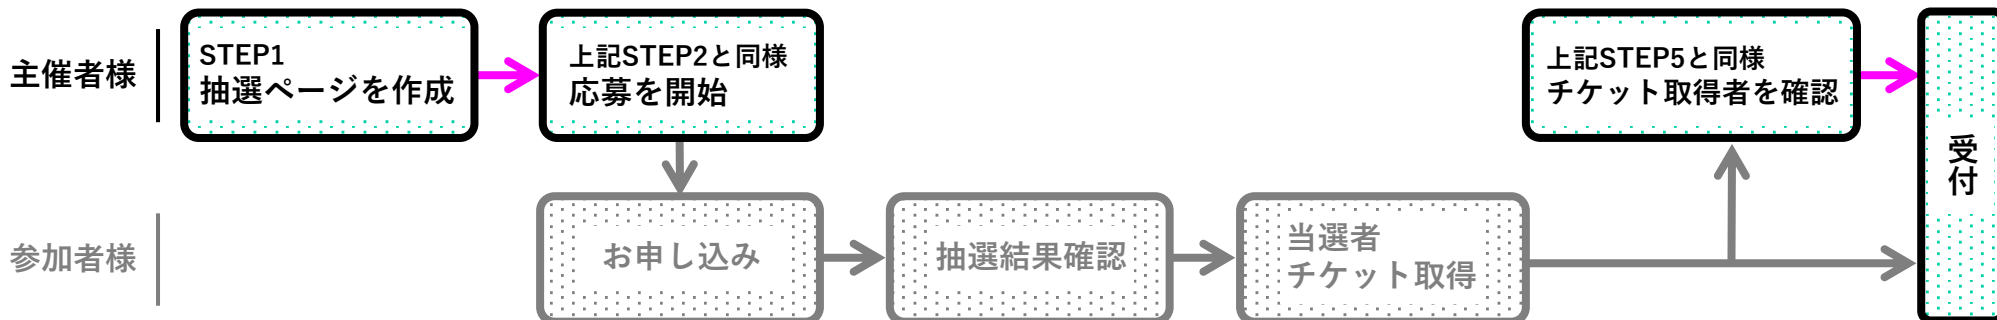 主催者様
STEP1
抽選ページを作成
上記STEP2と同様
応募を開始
上記STEP5と同様
チケット取得者を確認
受付
参加者様
お申し込み
抽選結果確認
当選者
チケット取得